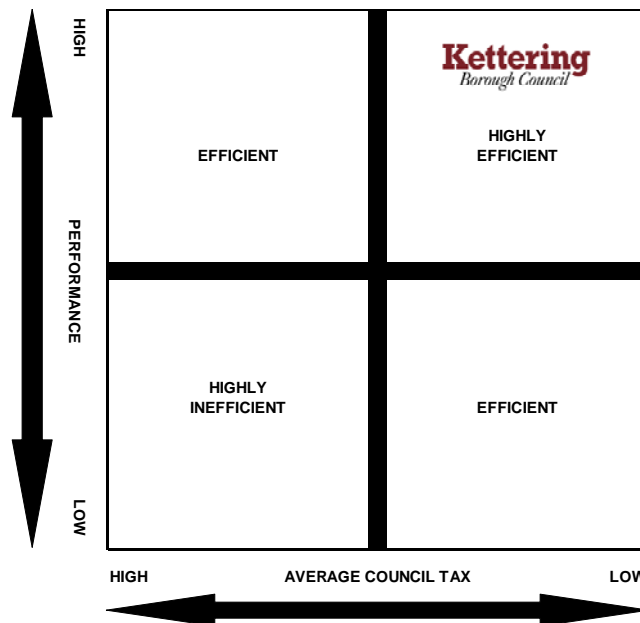 HIGH
Kettering
Borough Council
EFFICIENT
HIGHLY
EFFICIENT
PERFORMANCE
HIGHLY
INEFFICIENT
EFFICIENT
LOW
HIGH
AVERAGE COUNCIL TAX
LOW